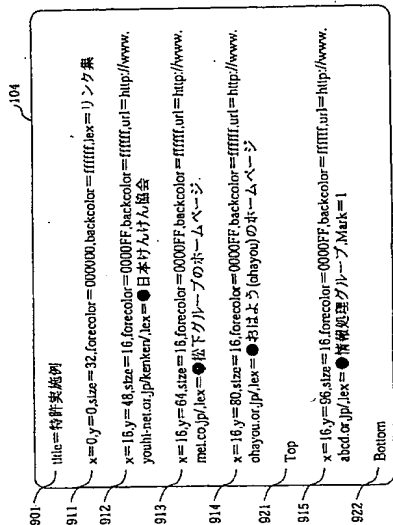 104
901 title=特許実施例
911 x=0,y=0,size=32,forecolor=000000,backcolor=ffffff,lex=リンク集
912 x=16,y=48,size=16,forecolor=0000FF,backcolor=ffffff,url=http://www.
youhi-net.or.jp/kenken/,lex=●日本けんけん協会
913 x=16,y=64,size=16,forecolor=0000FF,backcolor=ffffff,url=http://www.
mei.co.jp/,lex=●松下グループのホームページ
914 x=16,y=80,size=16,forecolor=0000FF,backcolor=ffffff,url=http://www.
ohayou.or.jp/,lex=●おはよう(ohayou)のホームページ
921 Top
915 x=16,y=96,size=16,forecolor=0000FF,backcolor=ffffff,url=http://www.
abcd.or.jp/,lex=●情報処理グループ,Mark=1
922 Bottom